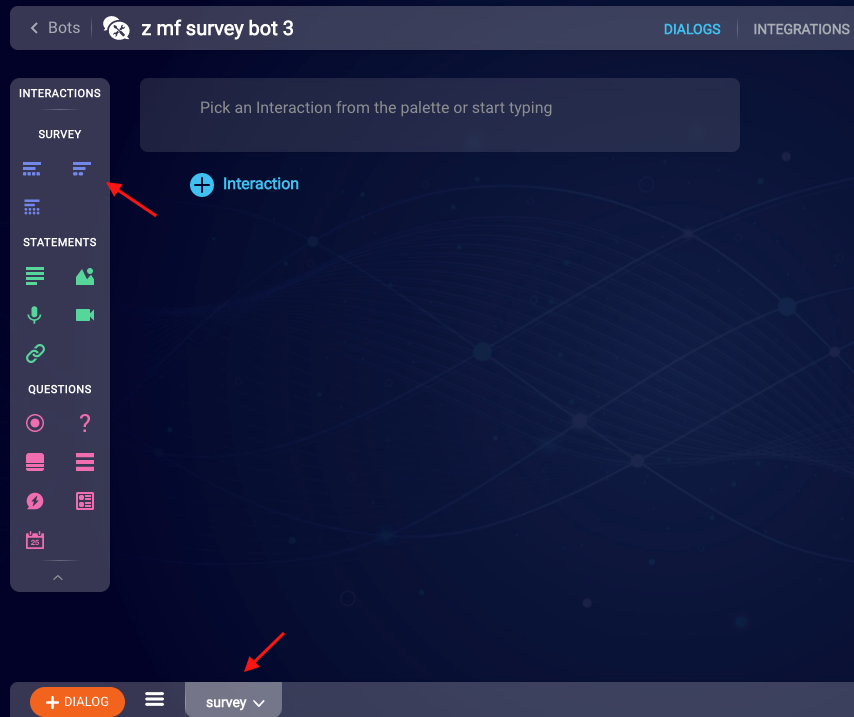 Bots
z mf survey bot 3
DIALOGS
INTEGRATIONS
INTERACTIONS
SURVEY
STATEMENTS
QUESTIONS
25
Pick an Interaction from the palette or start typing
Interaction
DIALOG
survey